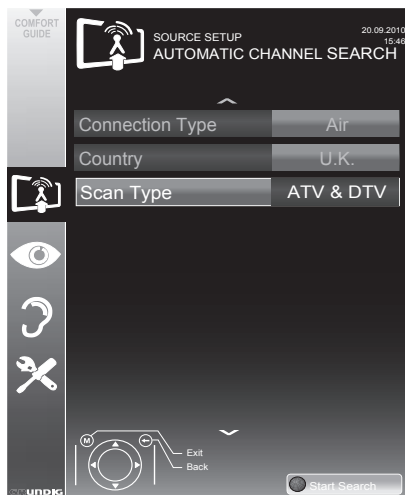 COMFORT
GUIDE
SOURCE SETUP
AUTOMATIC CHANNEL SEARCH
20.09.2010
15:46
Connection Type Air
Country U.K.
Scan Type ATV & DTV
M
Exit
Back
Start Search
GRUNDIG